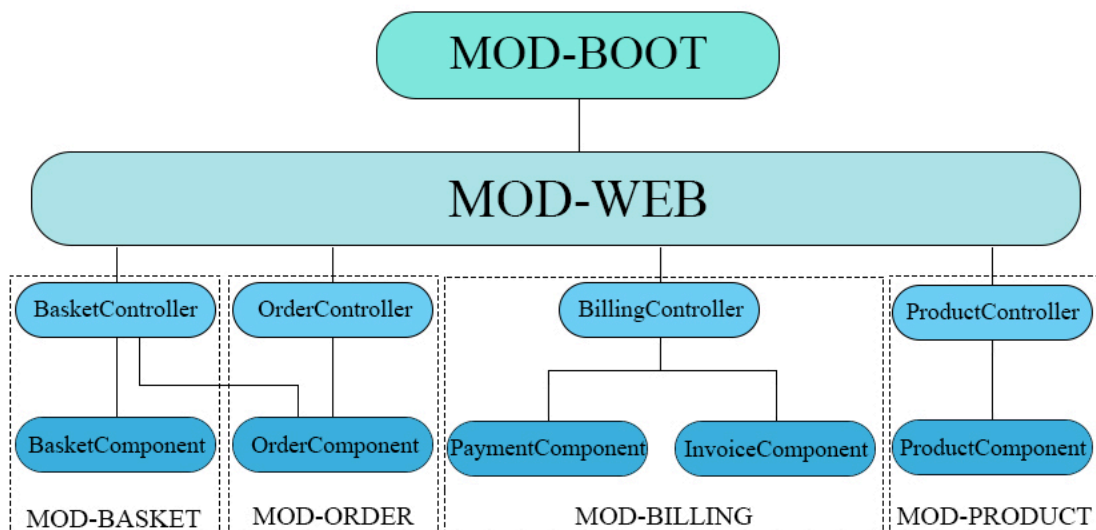 MOD-BOOT
MOD-WEB
BasketController
OrderController
BillingController
ProductController
BasketComponent
OrderComponent
PaymentComponent
InvoiceComponent
ProductComponent
MOD-BASKET
MOD-ORDER
MOD-BILLING
MOD-PRODUCT